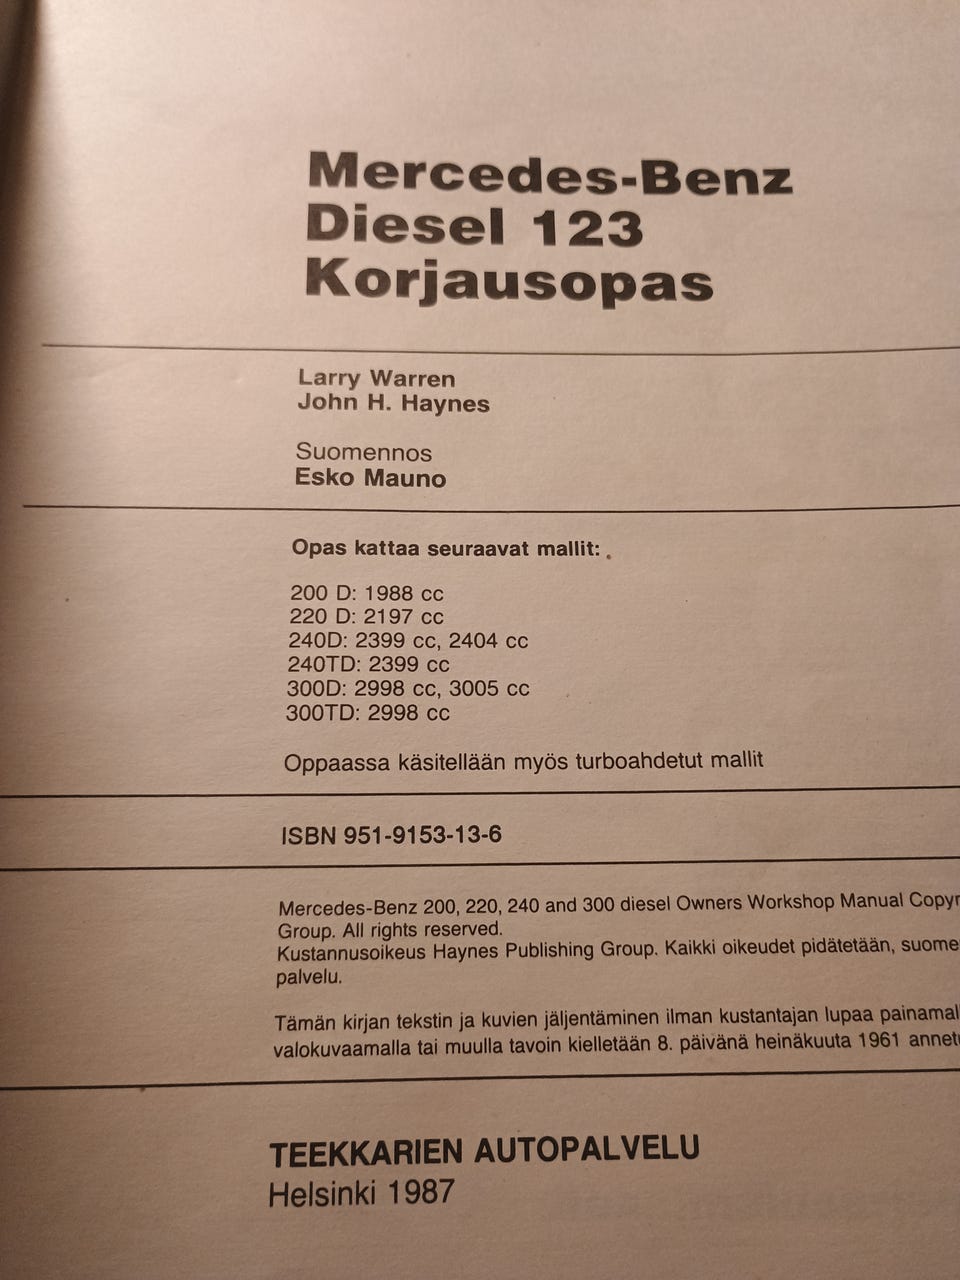 Mercedes-Benz
Diesel 123
Korjausopas
Larry Warren
John H. Haynes
Suomennos
Esko Mauno
Opas kattaa seuraavat mallit:
200 D: 1988 cc
220 D: 2197 cc
240D: 2399 cc, 2404 cc
240TD: 2399 cc
300D: 2998 cc, 3005 cc
300TD: 2998 cc
Oppaassa käsitellään myös turboahdetut mallit
ISBN 951-9153-13-6
Mercedes-Benz 200, 220, 240 and 300 diesel Owners Workshop Manual
Group. All rights reserved.
Kustannusoikeus Haynes Publishing Group. Kaikki oikeudet pidätetään,
palvelu.
Tämän kirjan tekstin ja kuvien jäljentäminen ilman kustantajan lupaa
valokuvaamalla tai muulla tavoin kielletään 8. päivänä heinäkuuta 1961
TEEKKARIEN AUTOPALVELU
Helsinki 1987